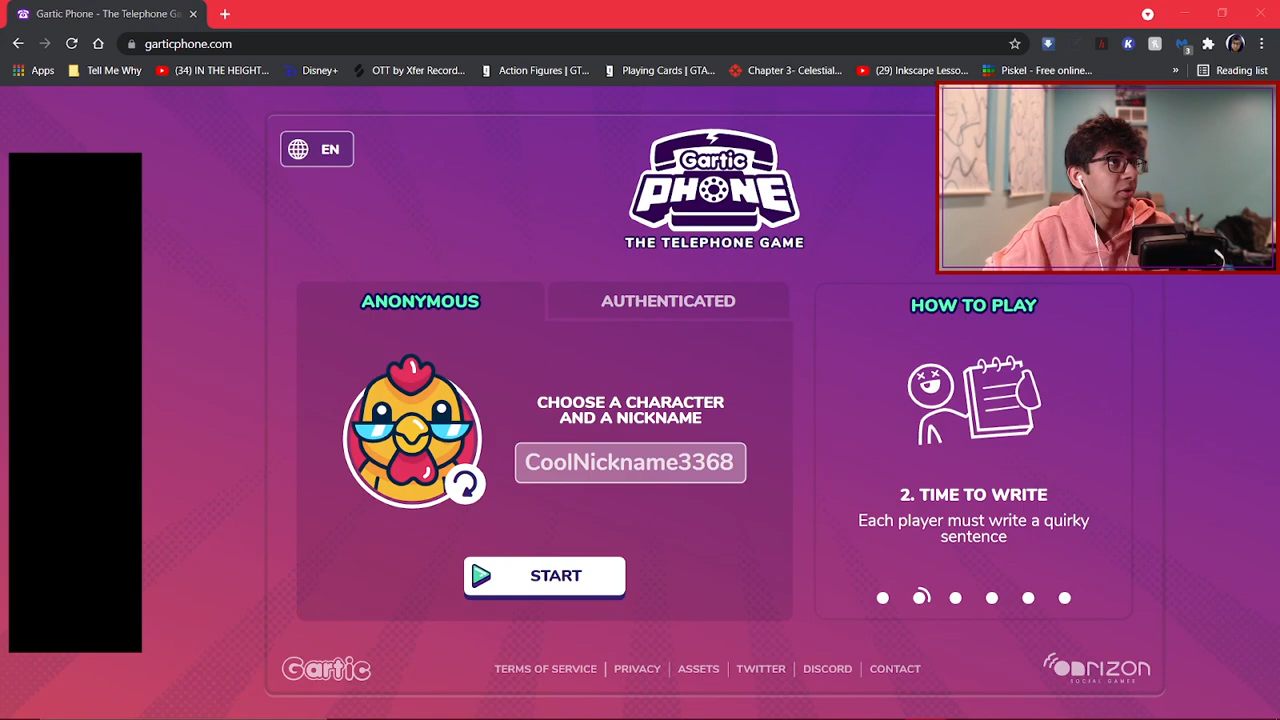 Gartic Phone - The Telephone Ga
garticphone.com
3
Apps
Tell Me Why
(34) IN THE HEIGHT...
Disney+
OTT by Xfer Record...
Action Figures | GT...
Playing Cards | GTA...
Chapter 3- Celestial...
(29) Inkscape Lesso...
Piskel - Free online...
»
Reading list
EN
Gartic
PHONE
THE TELEPHONE GAME
ANONYMOUS
AUTHENTICATED
CHOOSE A CHARACTER
AND A NICKNAME
CoolNickname3368
START
HOW TO PLAY
2. TIME TO WRITE
Each player must write a quirky
sentence
Gartic
TERMS OF SERVICE | PRIVACY | ASSETS | TWITTER | DISCORD | CONTACT
ONRIZON
SOCIAL GAMES